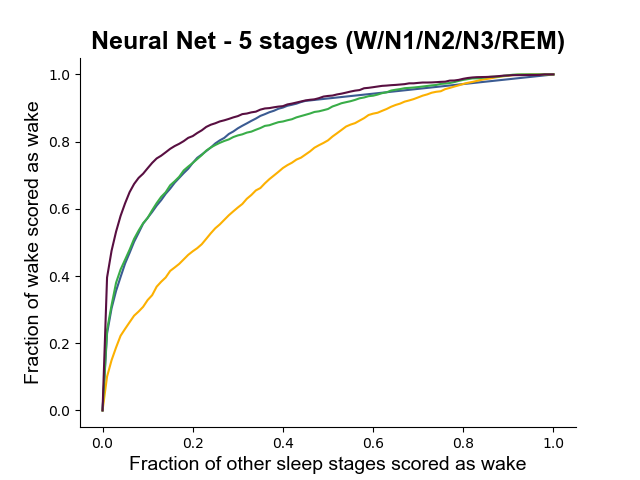 Neural Net - 5 stages (W/N1/N2/N3/REM)
Fraction of wake scored as wake
1.0
0.8
0.6
0.4
0.2
0.0
0.0 0.2 0.4 0.6 0.8 1.0
Fraction of other sleep stages scored as wake